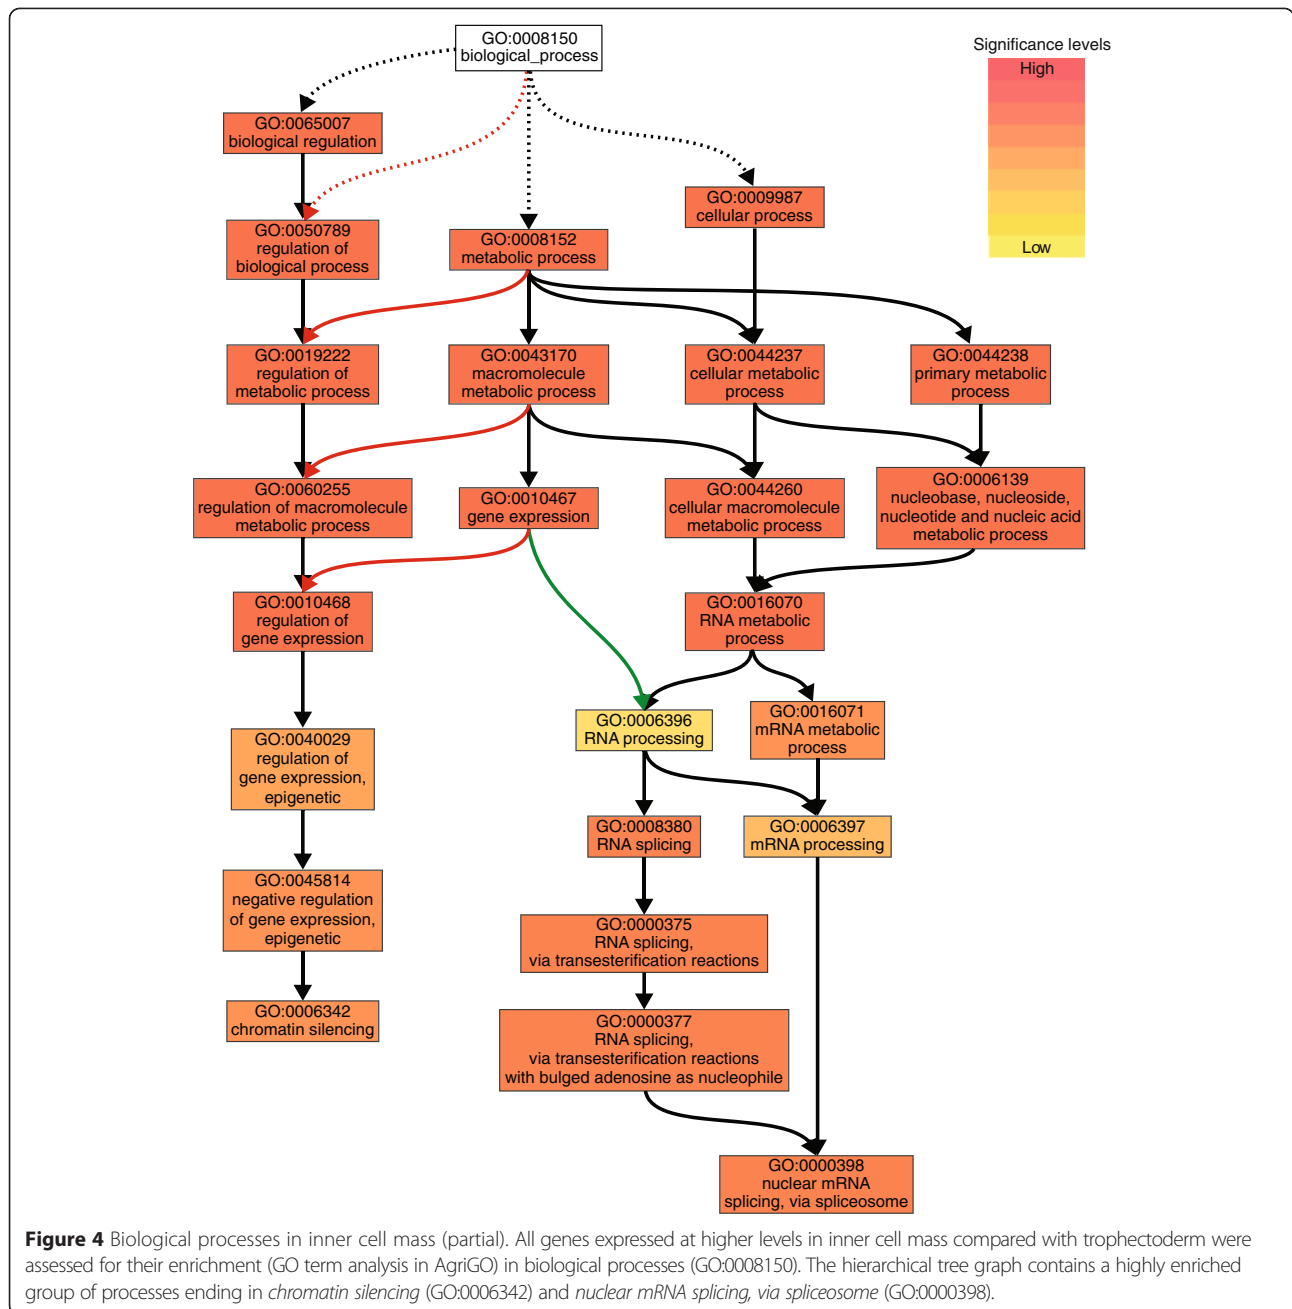 GO:0008150
biological_process
Significance levels
High
Low
GO:0065007
biological regulation
GO:0009987
cellular process
GO:0050789
regulation of
biological process
GO:0008152
metabolic process
GO:0019222
regulation of
metabolic process
GO:0043170
macromolecule
metabolic process
GO:0044237
cellular metabolic
process
GO:0044238
primary metabolic
process
GO:0060255
regulation of macromolecule
metabolic process
GO:0010467
gene expression
GO:0044260
cellular macromolecule
metabolic process
GO:0006139
nucleobase, nucleoside,
nucleotide and nucleic acid
metabolic process
GO:0010468
regulation of
gene expression
GO:0016070
RNA metabolic
process
GO:0006396
RNA processing
GO:0016071
mRNA metabolic
process
GO:0040029
regulation of
gene expression,
epigenetic
GO:0008380
RNA splicing
GO:0006397
mRNA processing
GO:0045814
negative regulation
of gene expression,
epigenetic
GO:0000375
RNA splicing,
via transesterification reactions
GO:0006342
chromatin silencing
GO:0000377
RNA splicing,
via transesterification reactions
with bulged adenosine as nucleophile
GO:0000398
nuclear mRNA
splicing, via spliceosome
Figure 4 Biological processes in inner cell mass (partial). All genes expressed at higher levels in inner cell mass compared with trophectoderm were
assessed for their enrichment (GO term analysis in AgriGO) in biological processes (GO:0008150). The hierarchical tree graph contains a highly enriched
group of processes ending in chromatin silencing (GO:0006342) and nuclear mRNA splicing, via spliceosome (GO:0000398).